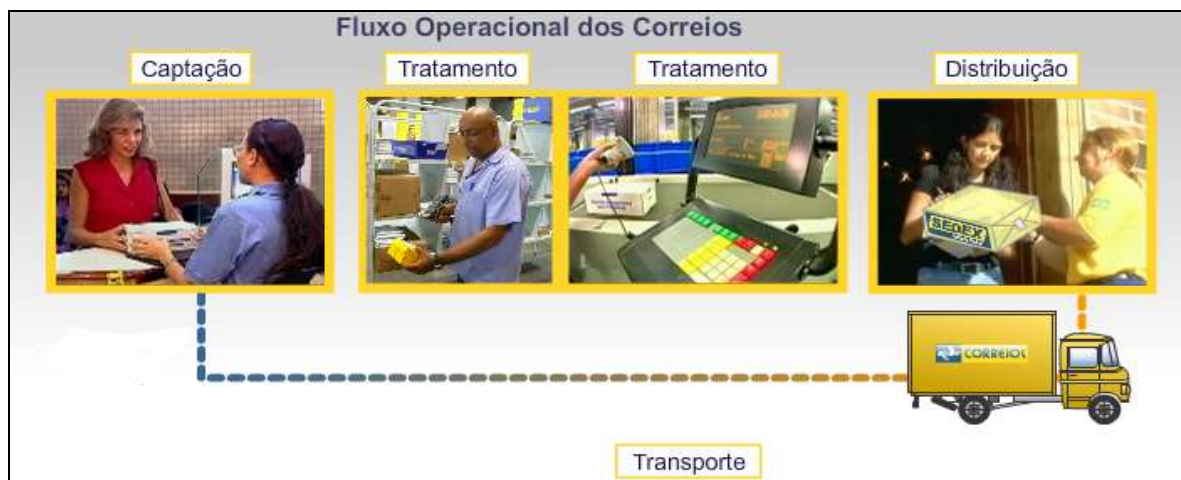 Fluxo Operacional dos Correios
Captação
Tratamento
Tratamento
Distribuição
SEDEX
CORREIOS
Transporte